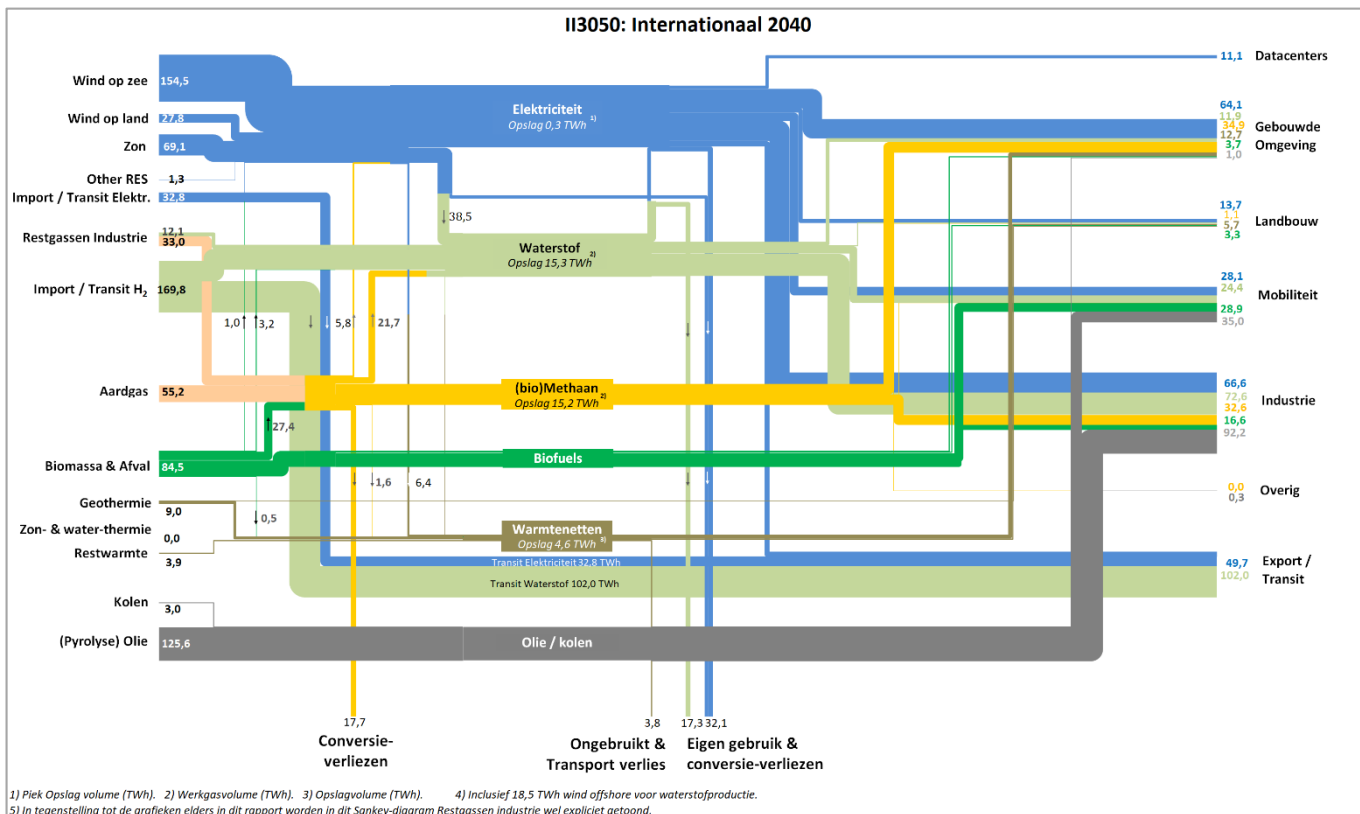 II3050: Internationaal 2040
Wind op zee
154,5
Wind op land
27,8
Zon
69,1
Other RES
1,3
Import / Transit Elektr.
32,8
Restgassen Industrie
12,1
33,0
Import / Transit H2
169,8
Aardgas
55,2
Biomassa & Afval
84,5
Geothermie
9,0
Zon- & water-thermie
0,0
Restwarmte
3,9
Kolen
3,0
(Pyrolyse) Olie
125,6
Elektriciteit
Opslag 0,3 TWh 1)
38,5
Waterstof
Opslag 15,3 TWh 2)
1,0
3,2
5,8
21,7
(bio)Methaan
Opslag 15,2 TWh 2)
27,4
Biofuels
1,6
6,4
0,5
Warmtenetten
Opslag 4,6 TWh 3)
Transit Elektriciteit 32,8 TWh
Transit Waterstof 102,0 TWh
Olie / kolen
11,1
Datacenters
64,1
11,9
34,9
12,7
3,7
1,0
Gebouwde
Omgeving
13,7
1,1
5,7
3,3
Landbouw
28,1
24,4
28,9
35,0
Mobiliteit
66,6
72,6
32,6
16,6
92,2
Industrie
0,0
0,3
Overig
49,7
102,0
Export /
Transit
17,7
Conversie-
verliezen
3,8
Ongebruikt &
Transport verlies
17,3
32,1
Eigen gebruik &
conversie-verliezen
1) Piek Opslag volume (TWh). 2) Werkgasvolume (TWh). 3) Opslagvolume (TWh). 4) Inclusief 18,5 TWh wind offshore voor waterstofproductie.
5) In tegenstelling tot de grafieken elders in dit rapport worden in dit Sankey-diagram Restgassen industrie wel expliciet getoond.